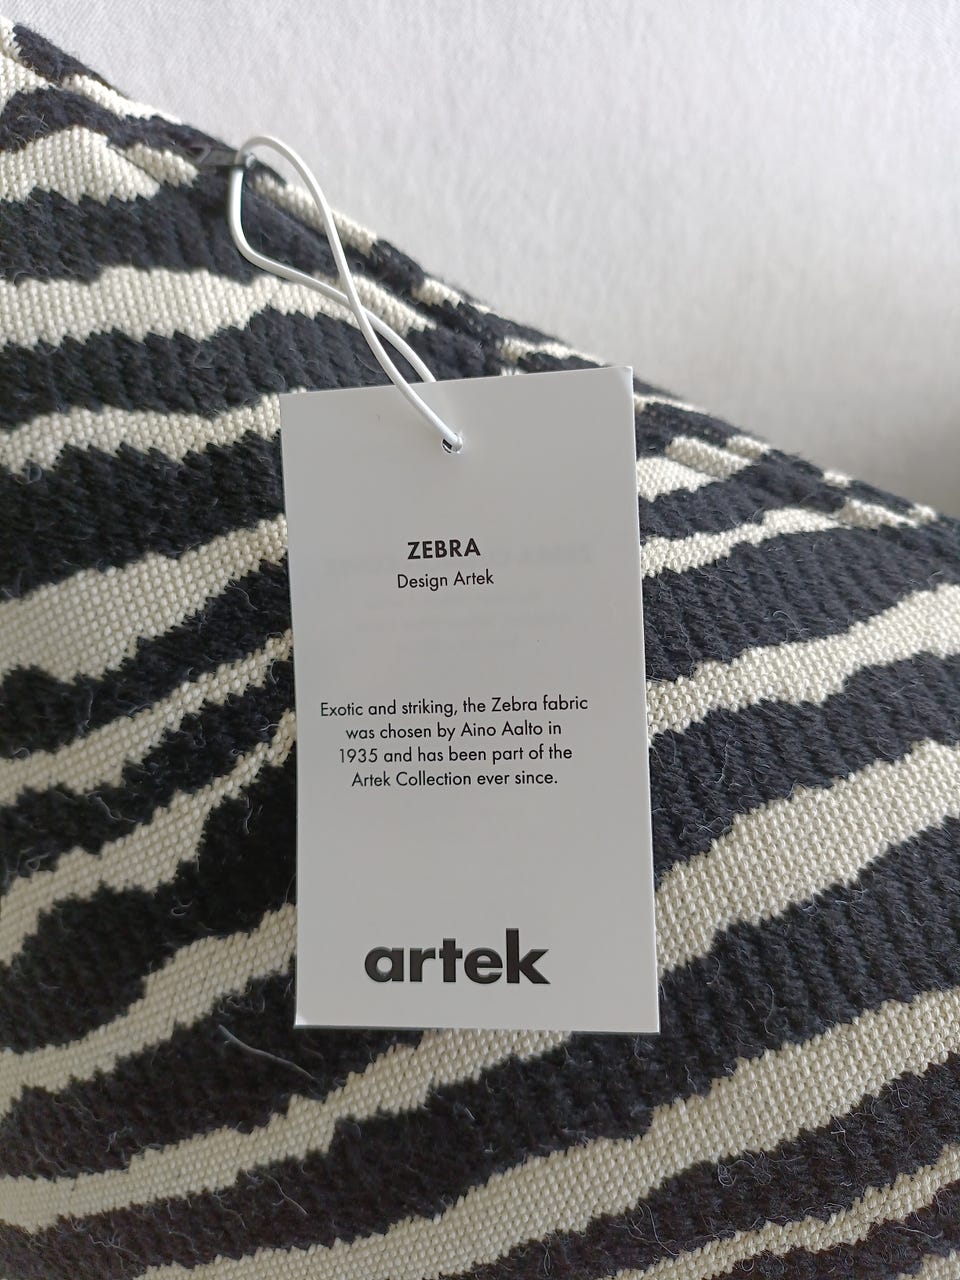 ZEBRA
Design Artek
Exotic and striking, the Zebra fabric
was chosen by Aino Aalto in
1935 and has been part of the
Artek Collection ever since.
artek